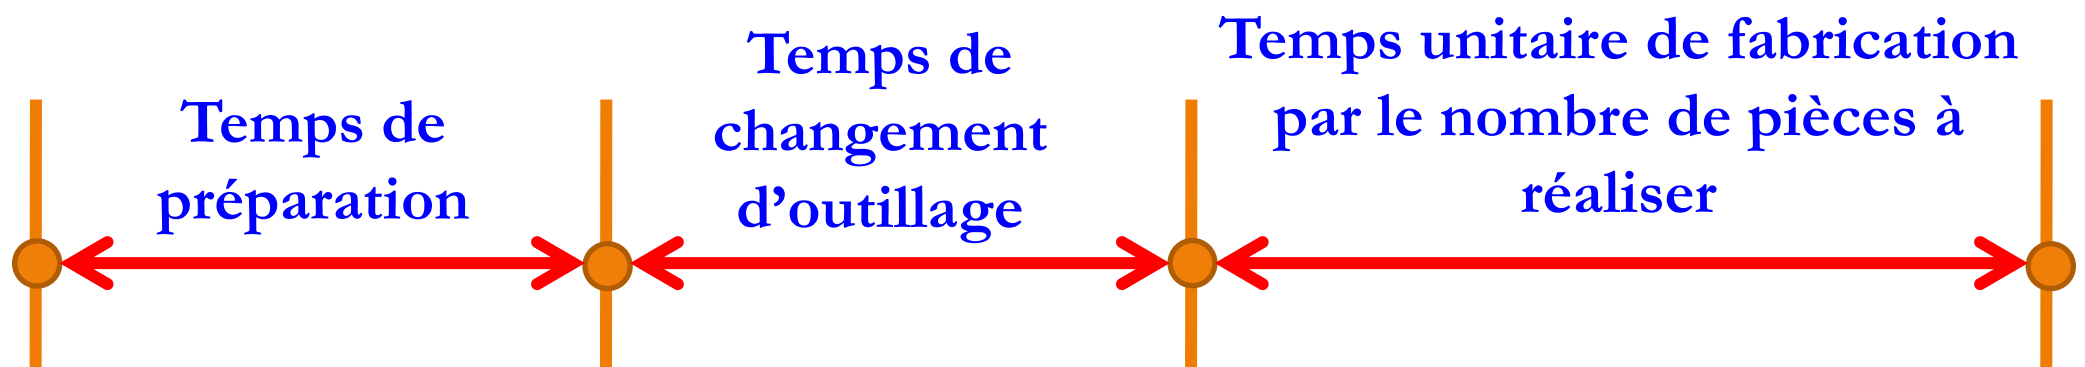 Temps de
préparation
Temps de
changement
d’outillage
Temps unitaire de fabrication
par le nombre de pièces à
réaliser